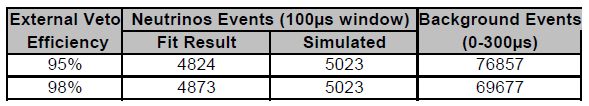 External Veto Neutrinos Events (100µs window) Background Events
Efficiency Fit Result Simulated (0-300µs)
95% 4824 5023 76857
98% 4873 5023 69677